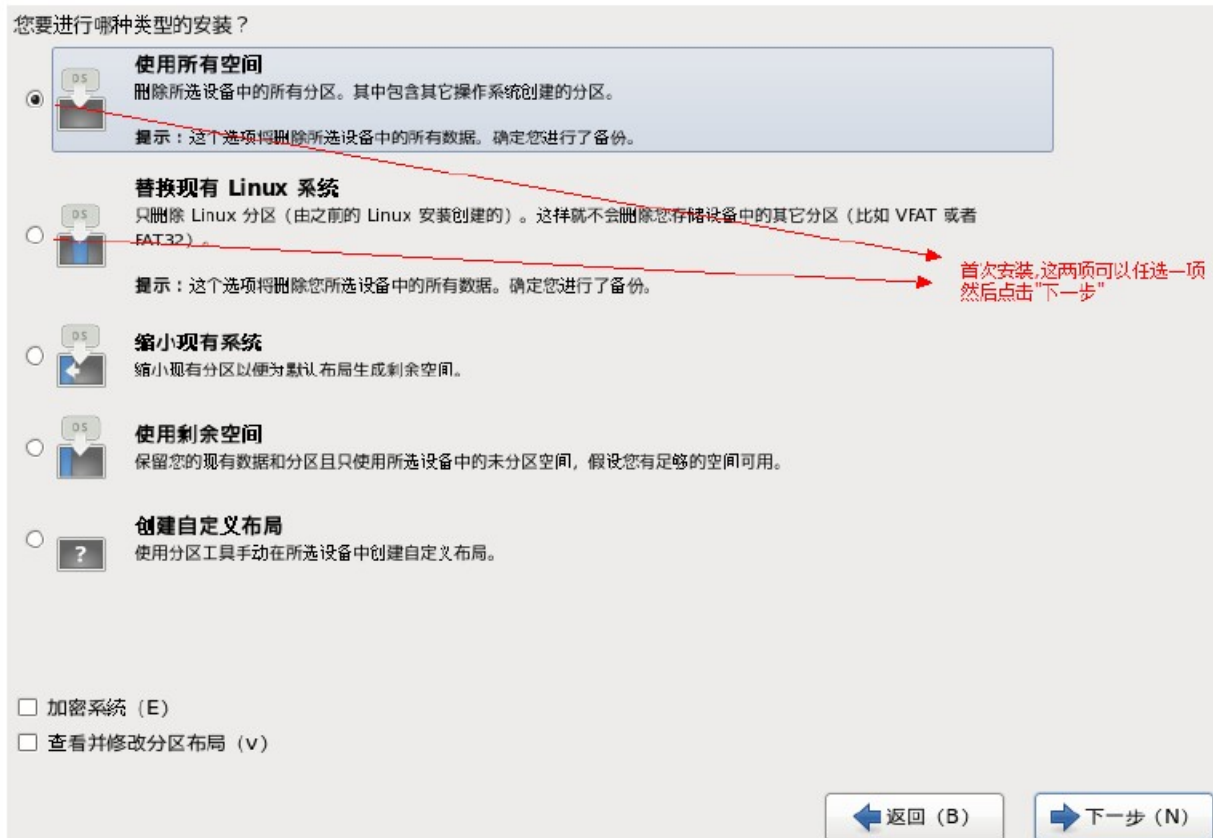 您要进行哪种类型的安装？
OS
使用所有空间
删除所选设备中的所有分区。其中包含其它操作系统创建的分区。
提示：这个选项将删除所选设备中的所有数据。确定您进行了备份。
OS
替换现有 Linux 系统
只删除 Linux 分区（由之前的 Linux 安装创建的）。这样就不会删除您存储设备中的其它分区（比如 VFAT 或者
FAT32）。
提示：这个选项将删除您所选设备中的所有数据。确定您进行了备份。
首次安装,这两项可以任选一项
然后点击"下一步"
OS
缩小现有系统
缩小现有分区以便为默认布局生成剩余空间。
OS
使用剩余空间
保留您的现有数据和分区且只使用所选设备中的未分区空间，假设您有足够的空间可用。
?
创建自定义布局
使用分区工具手动在所选设备中创建自定义布局。
加密系统（E）
查看并修改分区布局（v）
返回（B）
下一步（N）